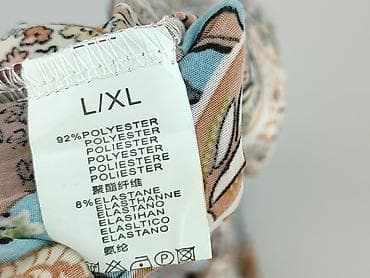 L/XL
92% POLYESTER
POLYESTER
POLIESTER
POLYESTER
POLIESTERE
POLIESTER
聚酯纤维
8% ELASTANE
ELASTHANNE
ELASTANO
ELASIHAN
ELASLTICO
ELASTANO
氨纶